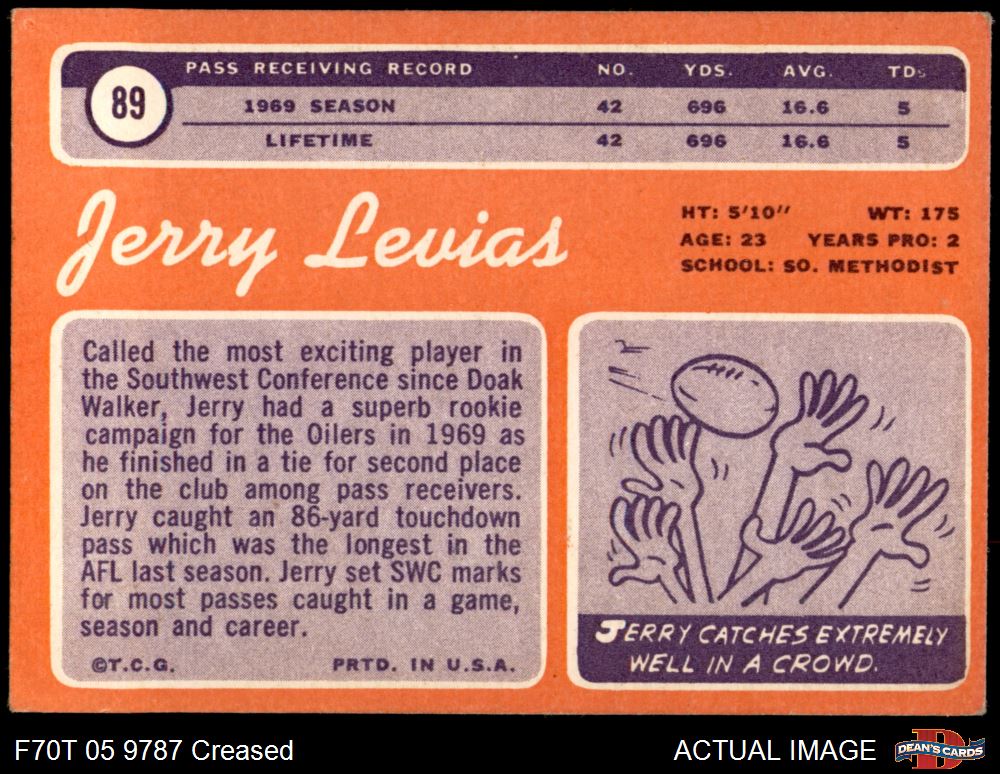 89
PASS RECEIVING RECORD NO. YDS. AVG. TDs
1969 SEASON 42 696 16.6 5
LIFETIME 42 696 16.6 5
Jerry Levias
HT: 5'10'' WT: 175
AGE: 23 YEARS PRO: 2
SCHOOL: SO. METHODIST
Called the most exciting player in
the Southwest Conference since Doak
Walker, Jerry had a superb rookie
campaign for the Oilers in 1969 as
he finished in a tie for second place
on the club among pass receivers.
Jerry caught an 86-yard touchdown
pass which was the longest in the
AFL last season. Jerry set SWC marks
for most passes caught in a game,
season and career.
©T.C.G. PRTD. IN U.S.A.
JERRY CATCHES EXTREMELY
WELL IN A CROWD.
F70T 05 9787 Creased
ACTUAL IMAGE
D
DEAN'S CARDS